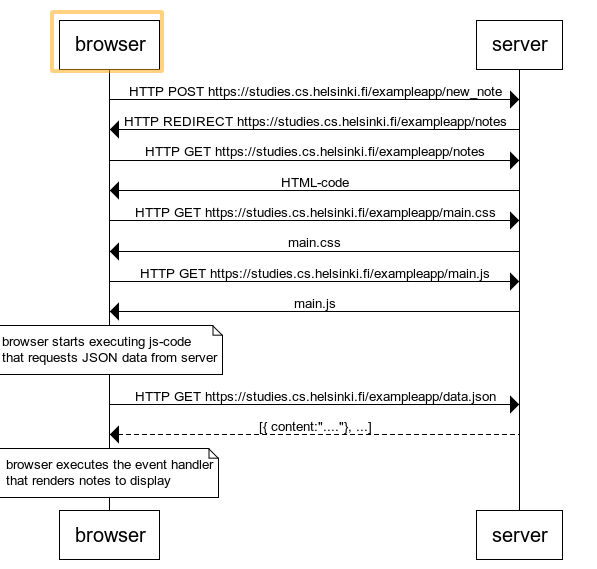 browser server
HTTP POST https://studies.cs.helsinki.fi/exampleapp/new_note
HTTP REDIRECT https://studies.cs.helsinki.fi/exampleapp/notes
HTTP GET https://studies.cs.helsinki.fi/exampleapp/notes
HTML-code
HTTP GET https://studies.cs.helsinki.fi/exampleapp/main.css
main.css
HTTP GET https://studies.cs.helsinki.fi/exampleapp/main.js
main.js
browser starts executing js-code
that requests JSON data from server
HTTP GET https://studies.cs.helsinki.fi/exampleapp/data.json
[{ content:"...."}, ...]
browser executes the event handler
that renders notes to display
browser server